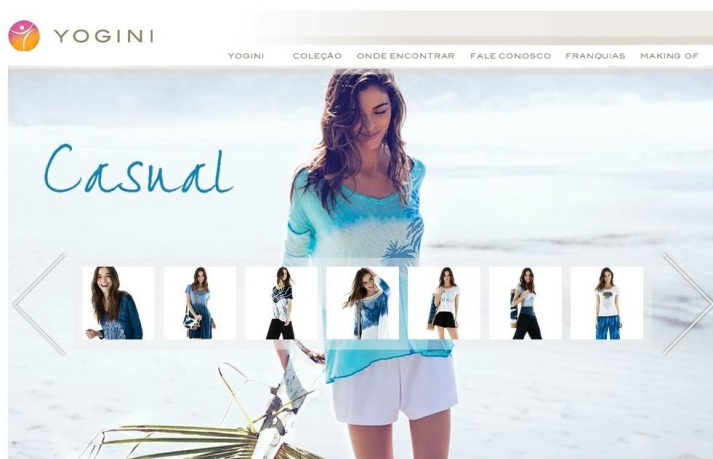 YOGINI
YOGINI COLEÇÃO ONDE ENCONTRAR FALE CONOSCO FRANQUIAS MAKING OF
Casual